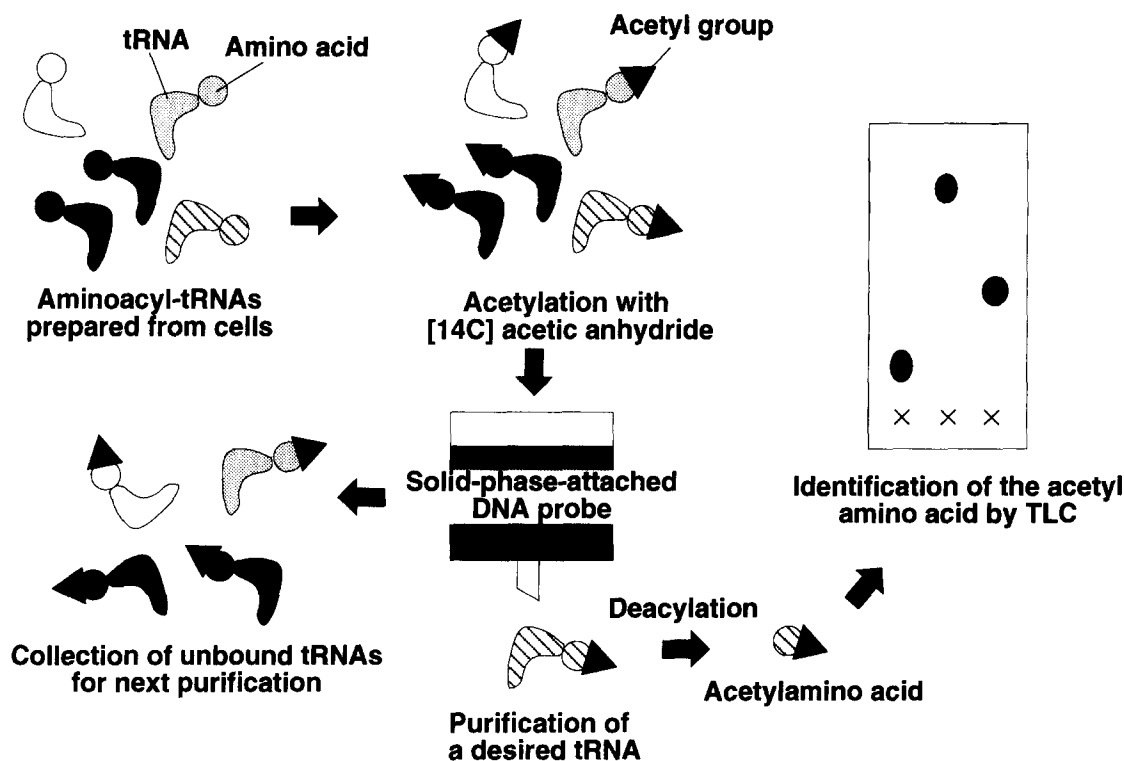 tRNA
Amino acid
Acetyl group
Aminoacyl-tRNAs
prepared from cells
Acetylation with
[14C] acetic anhydride
Solid-phase-attached
DNA probe
× × ×
Identification of the acetyl
amino acid by TLC
Collection of unbound tRNAs
for next purification
Deacylation
Acetylamino acid
Purification of
a desired tRNA